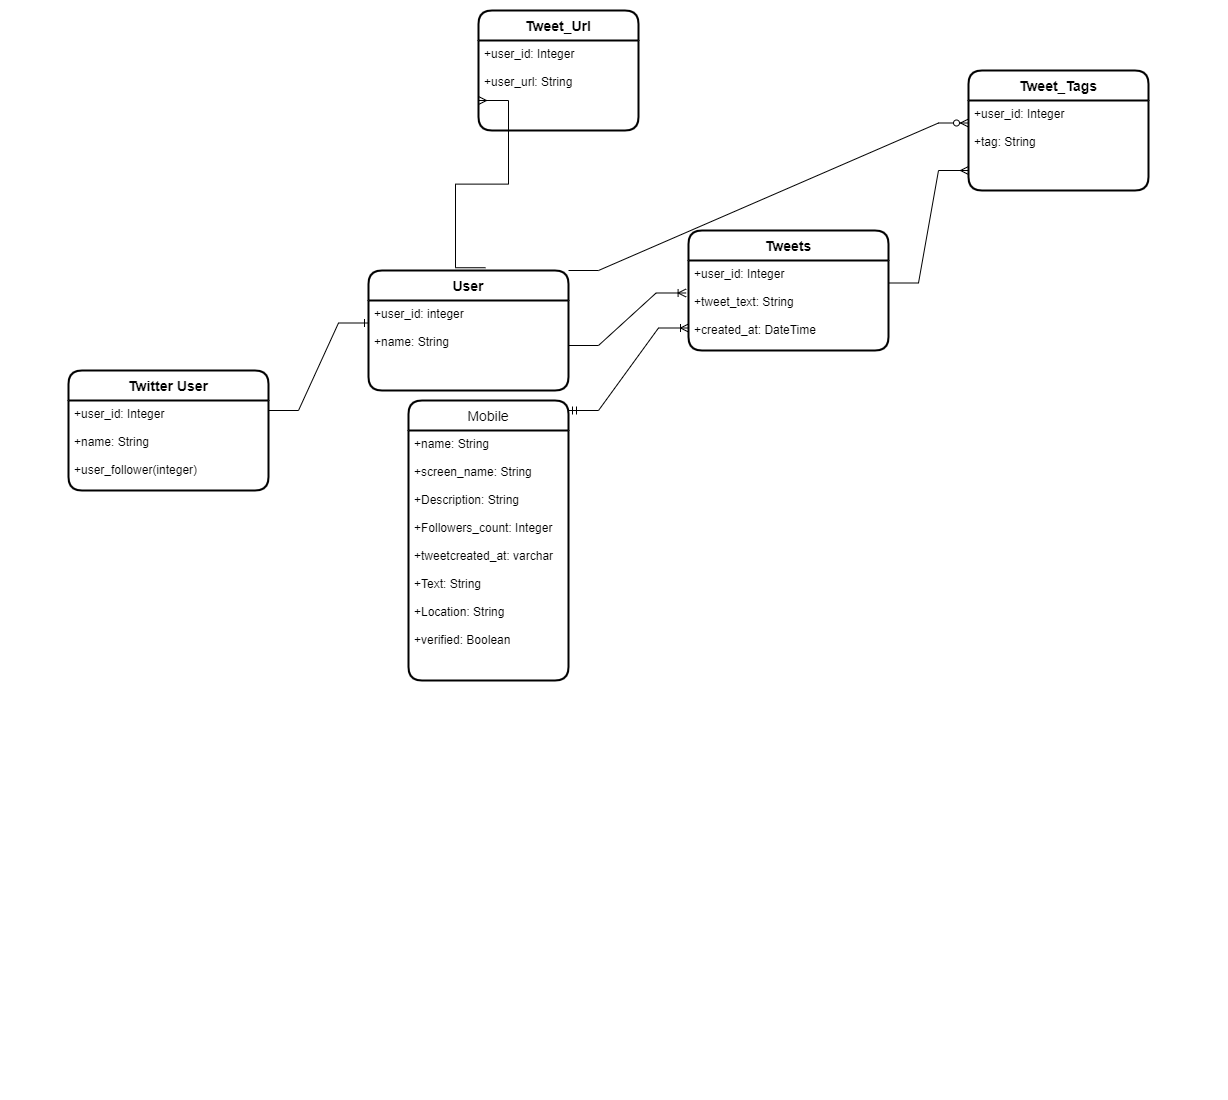 Tweet_Url
+user_id: Integer
+user_url: String
Tweet_Tags
+user_id: Integer
+tag: String
Tweets
+user_id: Integer
+tweet_text: String
+created_at: DateTime
User
+user_id: integer
+name: String
Twitter User
+user_id: Integer
+name: String
+user_follower(integer)
Mobile
+name: String
+screen_name: String
+Description: String
+Followers_count: Integer
+tweetcreated_at: varchar
+Text: String
+Location: String
+verified: Boolean